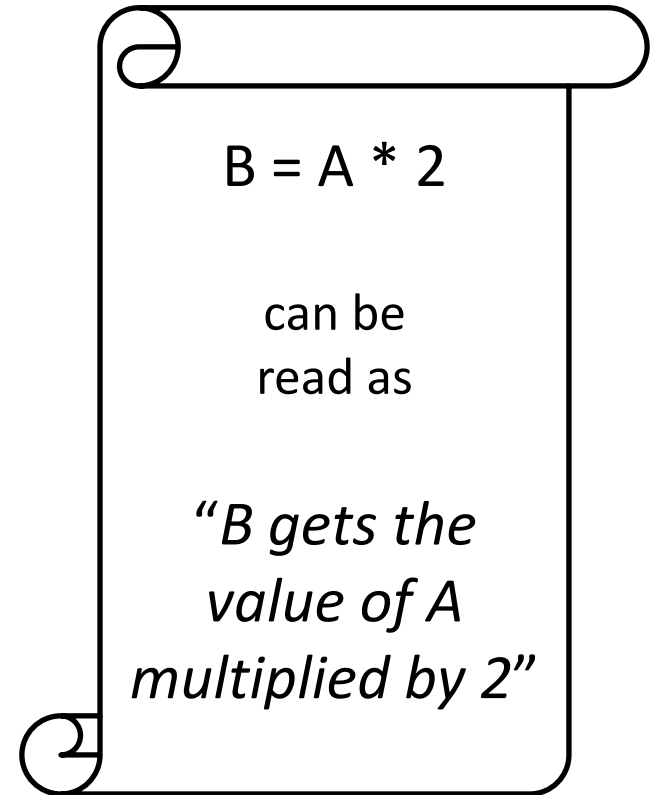 B = A * 2
can be
read as
“B gets the
value of A
multiplied by 2”